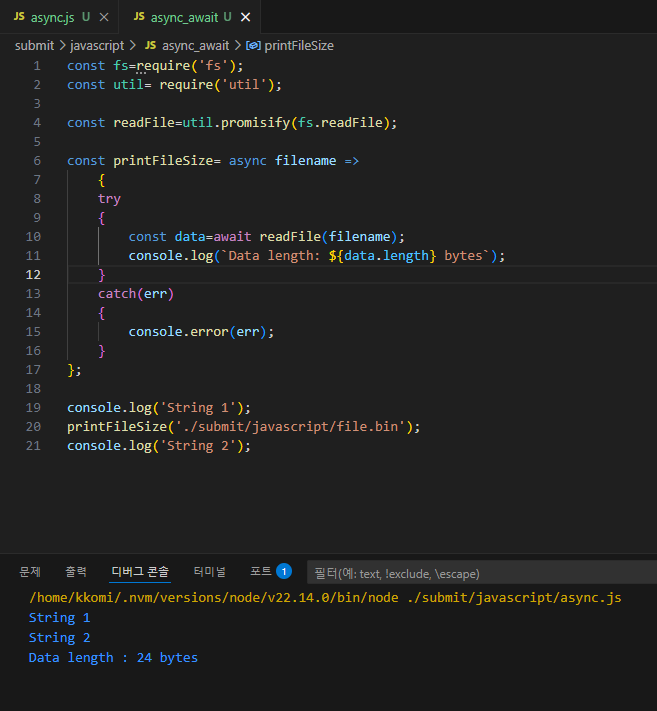 JS async.js U ×
JS async_await U ×
submit > javascript > JS async_await > printFileSize
1 const fs=require('fs');
2 const util= require('util');
3
4 const readFile=util.promisify(fs.readFile);
5
6 const printFileSize= async filename =>
7 {
8 try
9 {
10 const data=await readFile(filename);
11 console.log(`Data length: ${data.length} bytes`);
12 }
13 catch(err)
14 {
15 console.error(err);
16 }
17 };
18
19 console.log('String 1');
20 printFileSize('./submit/javascript/file.bin');
21 console.log('String 2');
문제 출력 디버그 콘솔 터미널 포트 1 필터(예: text, !exclude, \escape)
/home/kkomi/.nvm/versions/node/v22.14.0/bin/node ./submit/javascript/async.js
String 1
String 2
Data length : 24 bytes